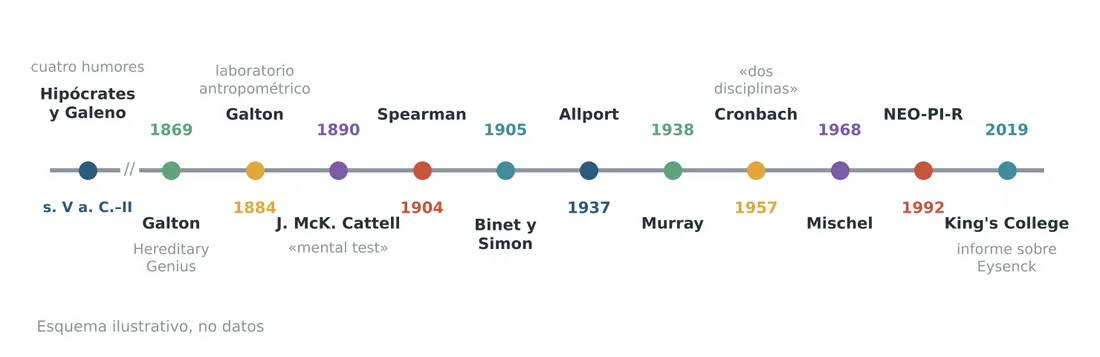 cuatro humores
Hipócrates
y Galeno
s. V a. C.–II
//
1869
Galton
Hereditary
Genius
laboratorio
antropométrico
Galton
1884
1890
J. McK. Cattell
«mental test»
Spearman
1904
1905
Binet y
Simon
Allport
1937
1938
Murray
«dos
disciplinas»
Cronbach
1957
1968
Mischel
NEO-PI-R
1992
2019
King's College
informe sobre
Eysenck
Esquema ilustrativo, no datos